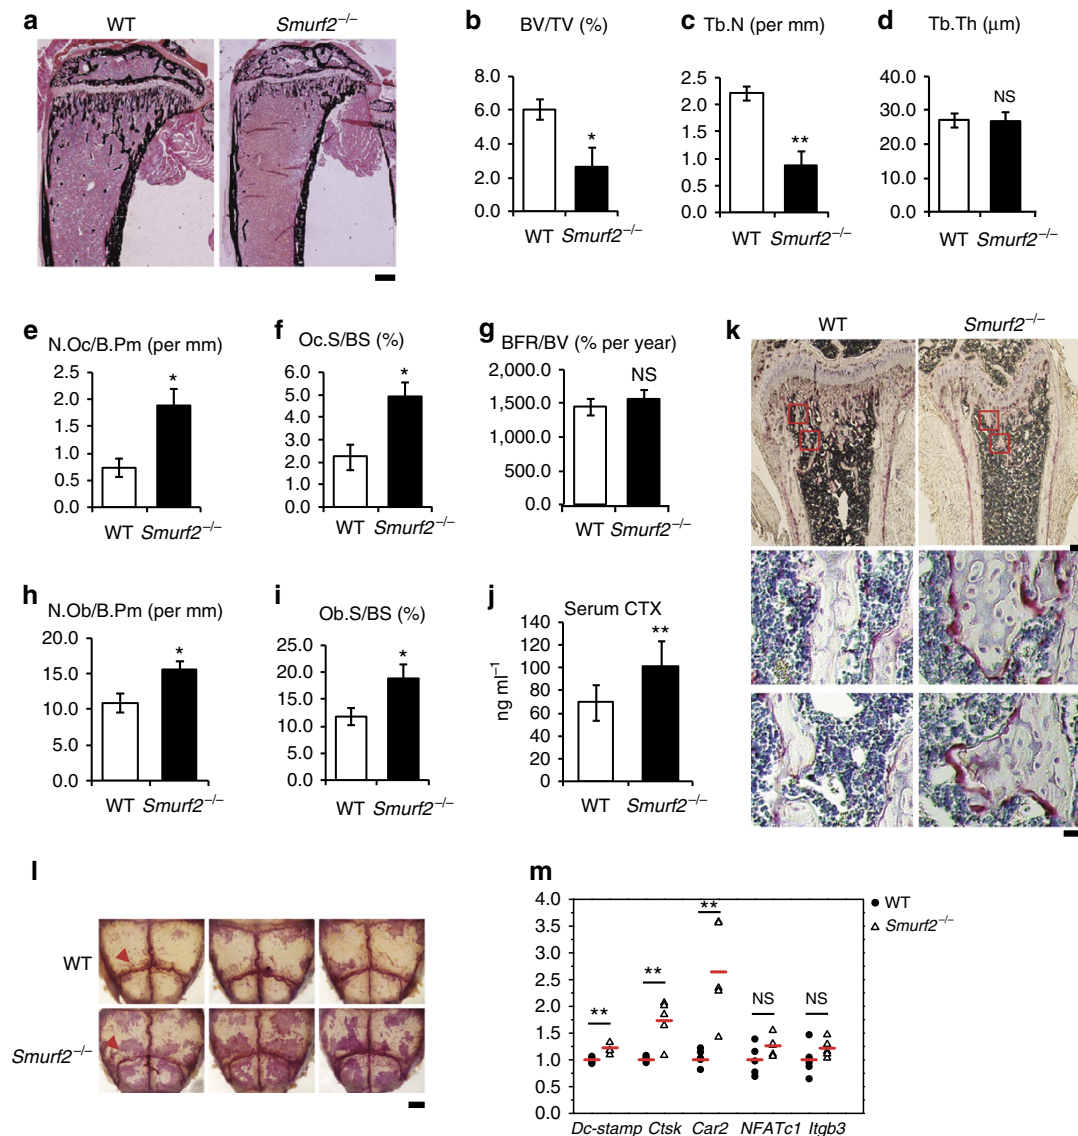 a
WT
Smurf2–/–
b
BV/TV (%)
8.0
6.0
4.0
2.0
0.0
*
WT Smurf2–/–
c
Tb.N (per mm)
2.5
2.0
1.5
1.0
0.5
0.0
**
WT Smurf2–/–
d
Tb.Th (μm)
40.0
30.0
20.0
10.0
0.0
NS
WT Smurf2–/–
e
N.Oc/B.Pm (per mm)
2.5
2.0
1.5
1.0
0.5
0.0
*
WT Smurf2–/–
f
Oc.S/BS (%)
6.0
5.0
4.0
3.0
2.0
1.0
0.0
*
WT Smurf2–/–
g
BFR/BV (% per year)
2,000.0
1,500.0
1,000.0
500.0
0.0
NS
WT Smurf2–/–
h
N.Ob/B.Pm (per mm)
20.0
15.0
10.0
5.0
0.0
*
WT Smurf2–/–
i
Ob.S/BS (%)
25.0
20.0
15.0
10.0
5.0
0.0
*
WT Smurf2–/–
j
Serum CTX
ng ml–1
140
120
100
80
60
40
20
0
**
WT Smurf2–/–
k
WT
Smurf2–/–
l
WT
Smurf2–/–
m
4.0
3.5
3.0
2.5
2.0
1.5
1.0
0.5
0.0
**
**
**
NS
NS
WT
Smurf2–/–
Dc-stamp Ctsk Car2 NFATc1 Itgb3